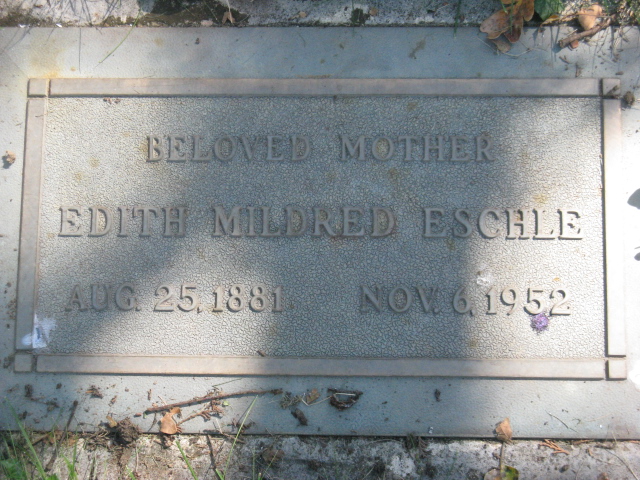 BELOVED MOTHER
EDITH MILDRED ESCHLE
AUG. 25, 1881 NOV. 6, 1952